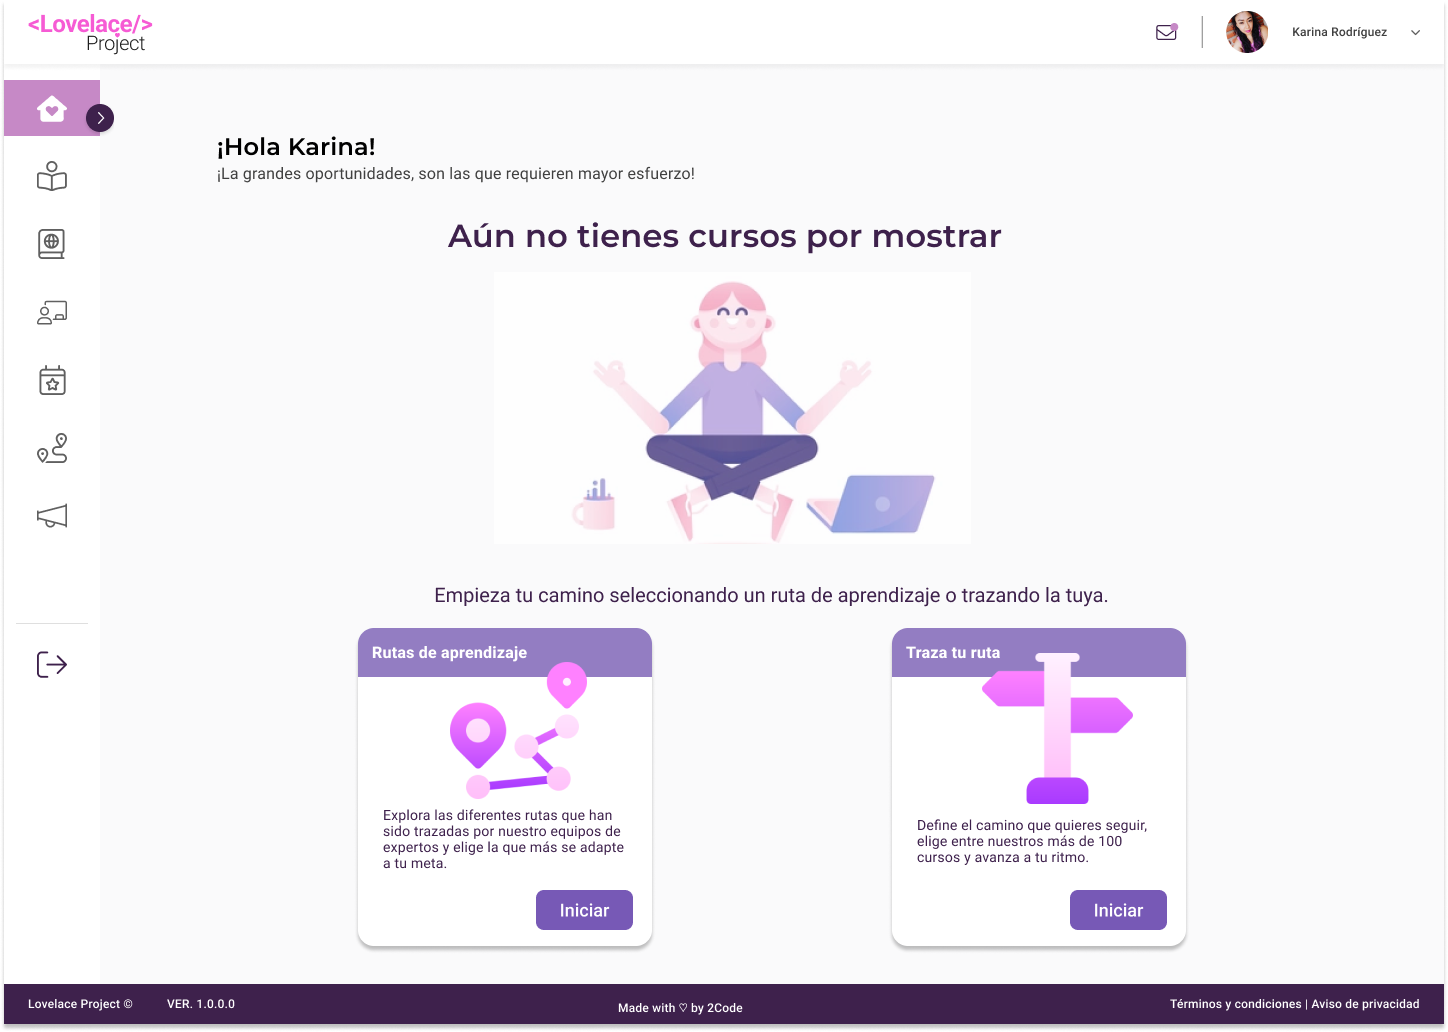 <Lovelace/>
Project
Karina Rodríguez
¡Hola Karina!
¡La grandes oportunidades, son las que requieren mayor esfuerzo!
Aún no tienes cursos por mostrar
Empieza tu camino seleccionando un ruta de aprendizaje o trazando la tuya.
Rutas de aprendizaje
Explora las diferentes rutas que han
sido trazadas por nuestro equipos de
expertos y elige la que más se adapte
a tu meta.
Iniciar
Traza tu ruta
Define el camino que quieres seguir,
elige entre nuestros más de 100
cursos y avanza a tu ritmo.
Iniciar
Lovelace Project © VER. 1.0.0.0
Made with ♡ by 2Code
Términos y condiciones | Aviso de privacidad